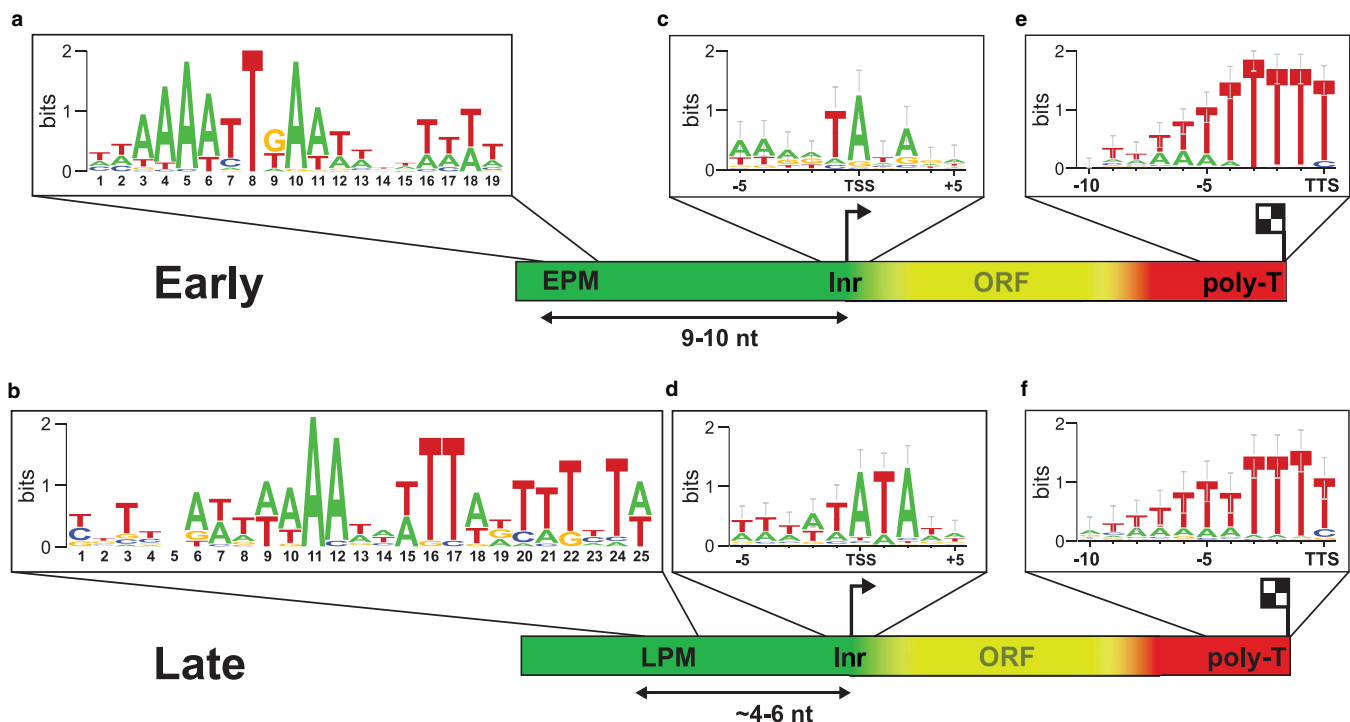 a
c
e
bits
2
1
0
1 2 3 4 5 6 7 8 9 10 11 12 13 14 15 16 17 18 19
2
1
0
bits
-5 TSS +5
2
1
0
bits
-10 -5 TTS
Early
EPM
Inr
ORF
poly-T
9-10 nt
b
d
f
bits
2
1
0
1 2 3 4 5 6 7 8 9 10 11 12 13 14 15 16 17 18 19 20 21 22 23 24 25
2
1
0
bits
-5 TSS +5
2
1
0
bits
-10 -5 TTS
Late
LPM
Inr
ORF
poly-T
~4-6 nt